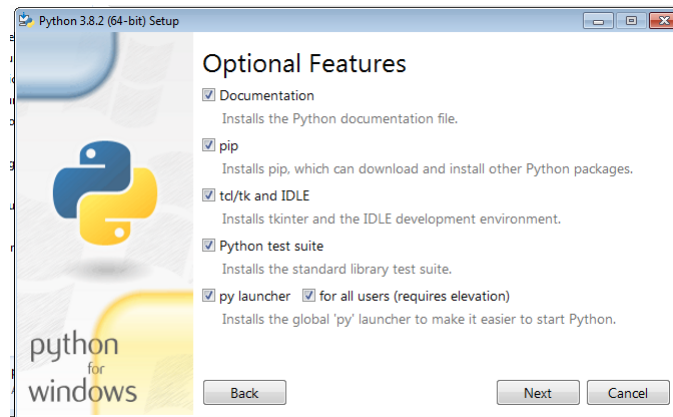 Python 3.8.2 (64-bit) Setup
Optional Features
Documentation
Installs the Python documentation file.
pip
Installs pip, which can download and install other Python packages.
tcl/tk and IDLE
Installs tkinter and the IDLE development environment.
Python test suite
Installs the standard library test suite.
py launcher for all users (requires elevation)
Installs the global 'py' launcher to make it easier to start Python.
python
for
windows
Back Next Cancel